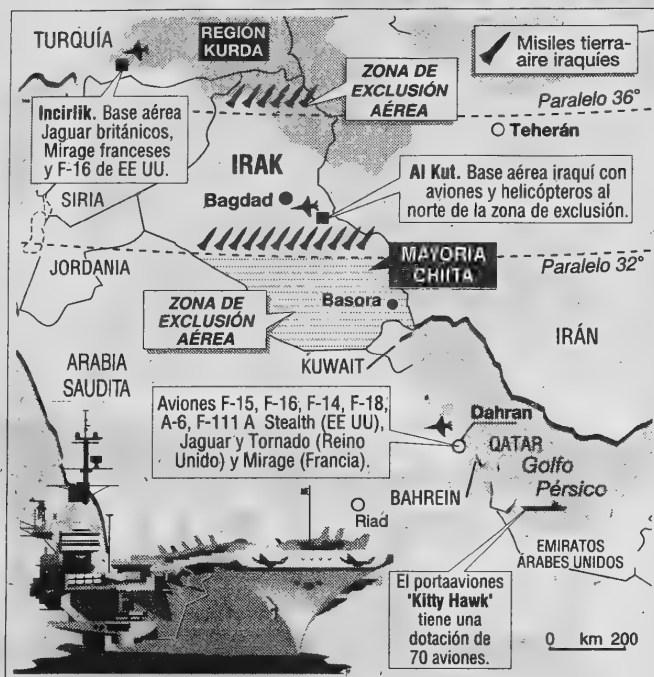 TURQUÍA
REGIÓN
KURDA
Misiles tierra-
aire iraquíes
ZONA DE
EXCLUSIÓN
AÉREA
Paralelo 36°
Incirlik. Base aérea
Jaguar británicos,
Mirage franceses
y F-16 de EE UU.
Teherán
IRAK
Bagdad
Al Kut. Base aérea iraquí con
aviones y helicópteros al
norte de la zona de exclusión.
SIRIA
JORDANIA
MAYORIA
CHIITA
Paralelo 32°
ZONA DE
EXCLUSIÓN
AÉREA
Basora
IRÁN
KUWAIT
ARABIA
SAUDITA
Aviones F-15, F-16, F-14, F-18,
A-6, F-111 A Stealth (EE UU),
Jaguar y Tornado (Reino
Unido) y Mirage (Francia).
Dahran
QATAR
Golfo
Pérsico
BAHREIN
Riad
EMIRATOS
ÁRABES UNIDOS
El portaaviones
'Kitty Hawk'
tiene una
dotación de
70 aviones.
0 km 200